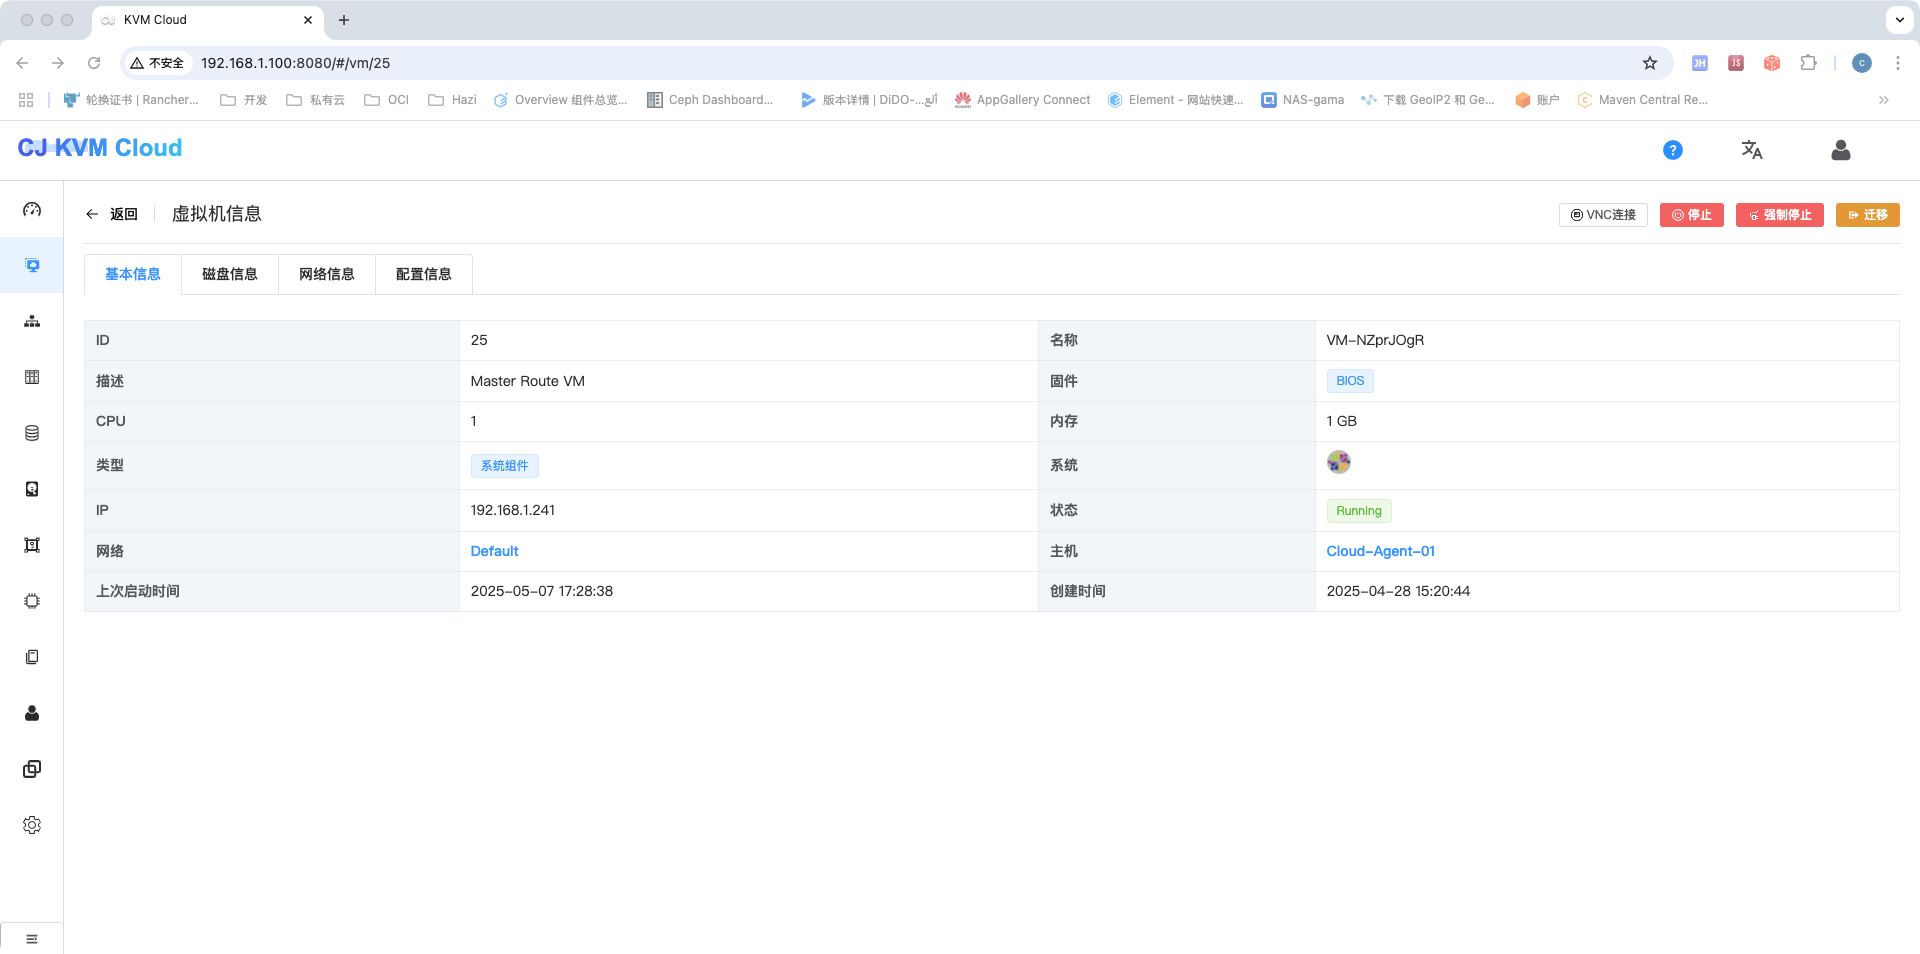 KVM Cloud
不安全
192.168.1.100:8080/#/vm/25
JH
JS
C
轮换证书 | Rancher...
开发
私有云
OCI
Hazi
Overview 组件总览...
Ceph Dashboard...
版本详情 | DiDO-...
AppGallery Connect
Element - 网站快速...
NAS-gama
下载 GeoIP2 和 Ge...
账户
Maven Central Re...
CJ KVM Cloud
返回
虚拟机信息
VNC连接
停止
强制停止
迁移
基本信息
磁盘信息
网络信息
配置信息
ID
25
名称
VM-NZprJOgR
描述
Master Route VM
固件
BIOS
CPU
1
内存
1 GB
类型
系统组件
系统
IP
192.168.1.241
状态
Running
网络
Default
主机
Cloud-Agent-01
上次启动时间
2025-05-07 17:28:38
创建时间
2025-04-28 15:20:44